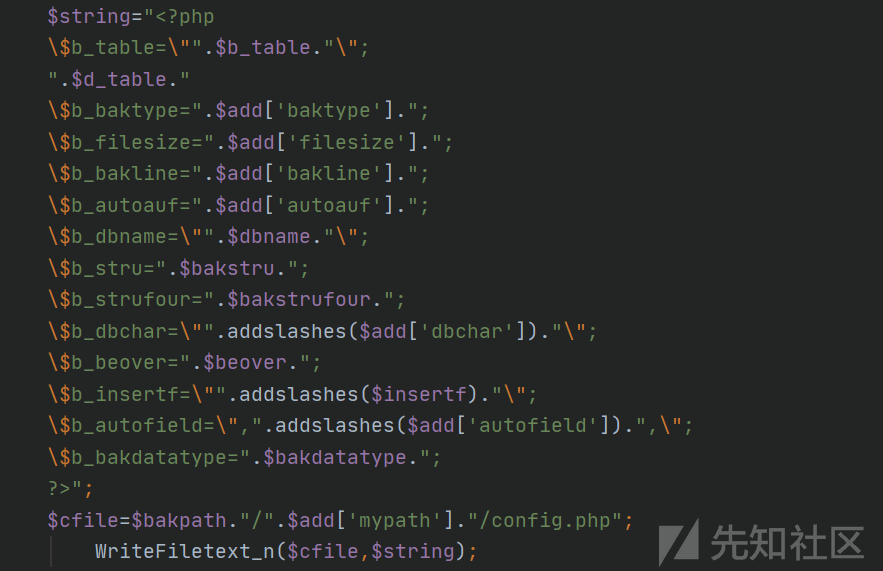 $string="<?php
\$b_table=\"".$b_table."\";
".$d_table."
\$b_baktype=".$add['baktype'].";
\$b_filesize=".$add['filesize'].";
\$b_bakline=".$add['bakline'].";
\$b_autoauf=".$add['autoauf'].";
\$b_dbname=\"".$dbname."\";
\$b_stru=".$bakstru.";
\$b_strufour=".$bakstrufour.";
\$b_dbchar=\"".addslashes($add['dbchar'])."\";
\$b_beover=".$beover.";
\$b_insertf=\"".addslashes($insertf)."\";
\$b_autofield=\",".addslashes($add['autofield']).",\";
\$b_bakdatatype=".$bakdatatype.";
?>";
$cfile=$bakpath."/".$add['mypath']."/config.php";
WriteFiletext_n($cfile,$string);
先知社区